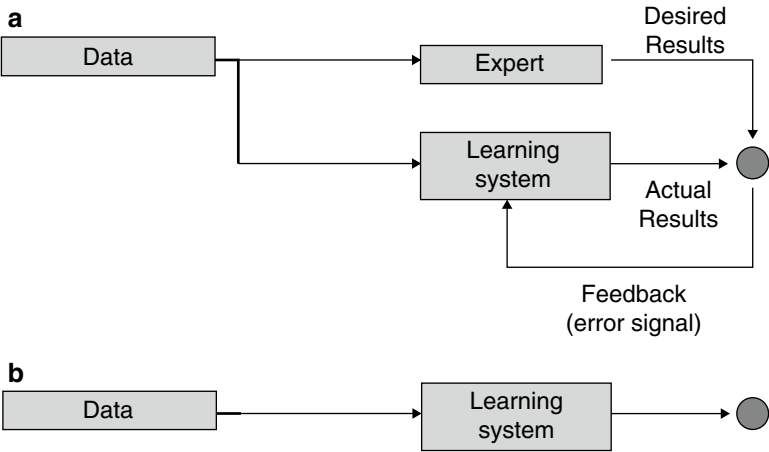 a
Data
Expert
Desired
Results
Learning
system
Actual
Results
Feedback
(error signal)
b
Data
Learning
system